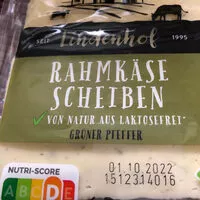 SEIT Lindenhof 1995
RAHMKÄSE
SCHEIBEN
VON NATUR AUS LAKTOSEFREI*
GRÜNER PFEFFER
NUTRI-SCORE
A B C D E
01.10.2022
1512314016